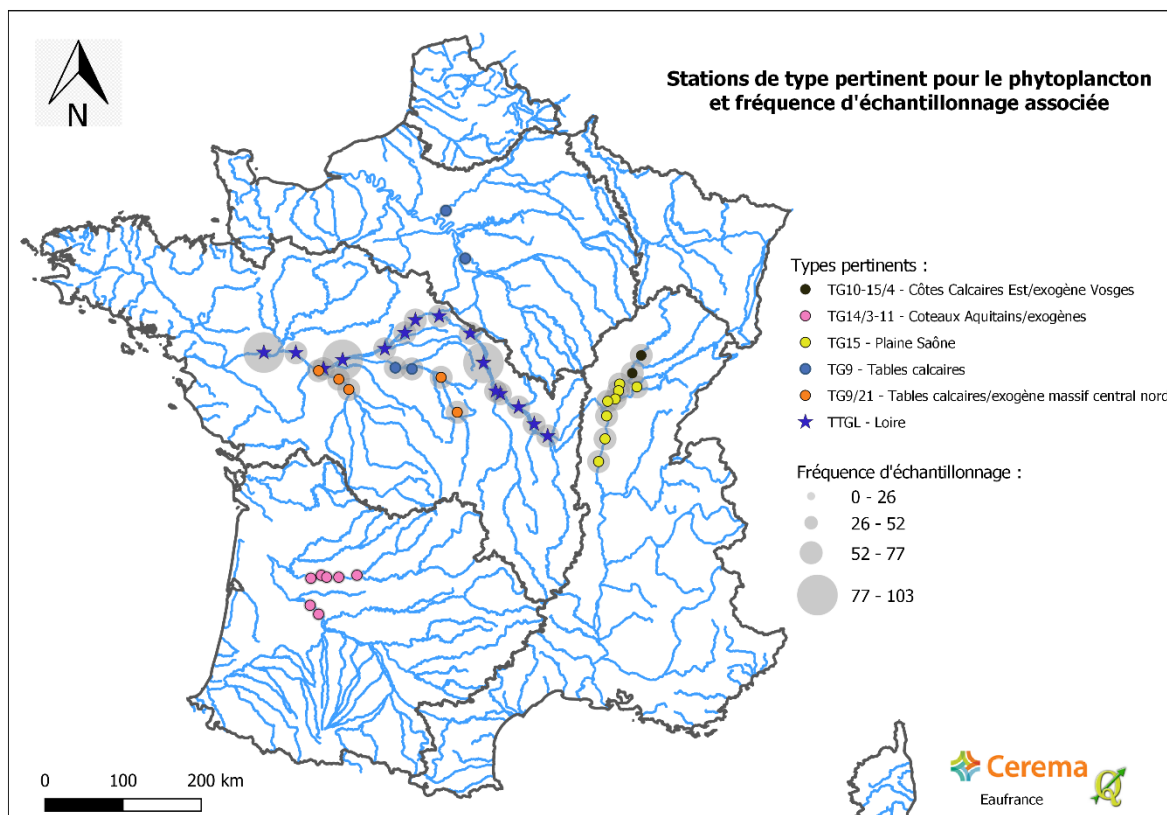 N
Stations de type pertinent pour le phytoplancton
et fréquence d'échantillonnage associée
Types pertinents :
TG10-15/4 - Côtes Calcaires Est/exogène Vosges
TG14/3-11 - Coteaux Aquitains/exogènes
TG15 - Plaine Saône
TG9 - Tables calcaires
TG9/21 - Tables calcaires/exogène massif central nord
TTGL - Loire
Fréquence d'échantillonnage :
0 - 26
26 - 52
52 - 77
77 - 103
0 100 200 km
Cerema
Eaufrance
Q